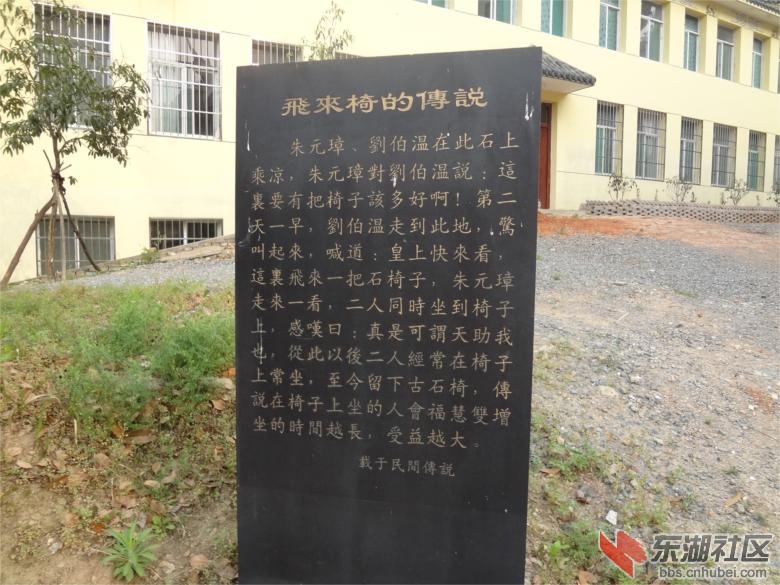 飛來椅的傳説
朱元璋、劉伯温在此石上
乘凉，朱元璋對劉伯温説：這
裏要有把椅子該多好啊！第二
天一早，劉伯温走到此地，驚
叫起來，喊道：皇上快來看，
這裏飛來一把石椅子，朱元璋
走來一看，二人同時坐到椅子
上，感嘆曰：真是可謂天助我
也，從此以後二人經常在椅子
上常坐，至今留下古石椅，傳
説在椅子上坐的人會福慧雙增
坐的時間越長，受益越大。
載于民間傳説
东湖社区
bbs.cnhubei.com